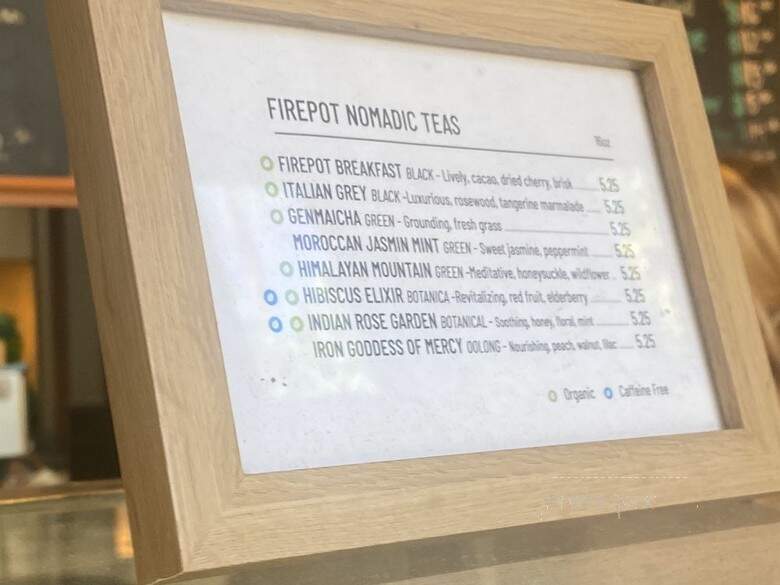 FIREPOT NOMADIC TEAS
16oz
FIREPOT BREAKFAST BLACK - Lively, cacao, dried cherry, brisk 5.25
ITALIAN GREY BLACK -Luxurious, rosewood, tangerine marmalade 5.25
GENMAICHA GREEN - Grounding, fresh grass 5.25
MOROCCAN JASMIN MINT GREEN - Sweet jasmine, peppermint 5.25
HIMALAYAN MOUNTAIN GREEN -Meditative, honeysuckle, wildflower 5.25
HIBISCUS ELIXIR BOTANICA -Revitalizing, red fruit, elderberry 5.25
INDIAN ROSE GARDEN BOTANICAL - Soothing, honey, floral, mint 5.25
IRON GODDESS OF MERCY OOLONG - Nourishing, peach, walnut, lilac 5.25
Organic Caffeine Free